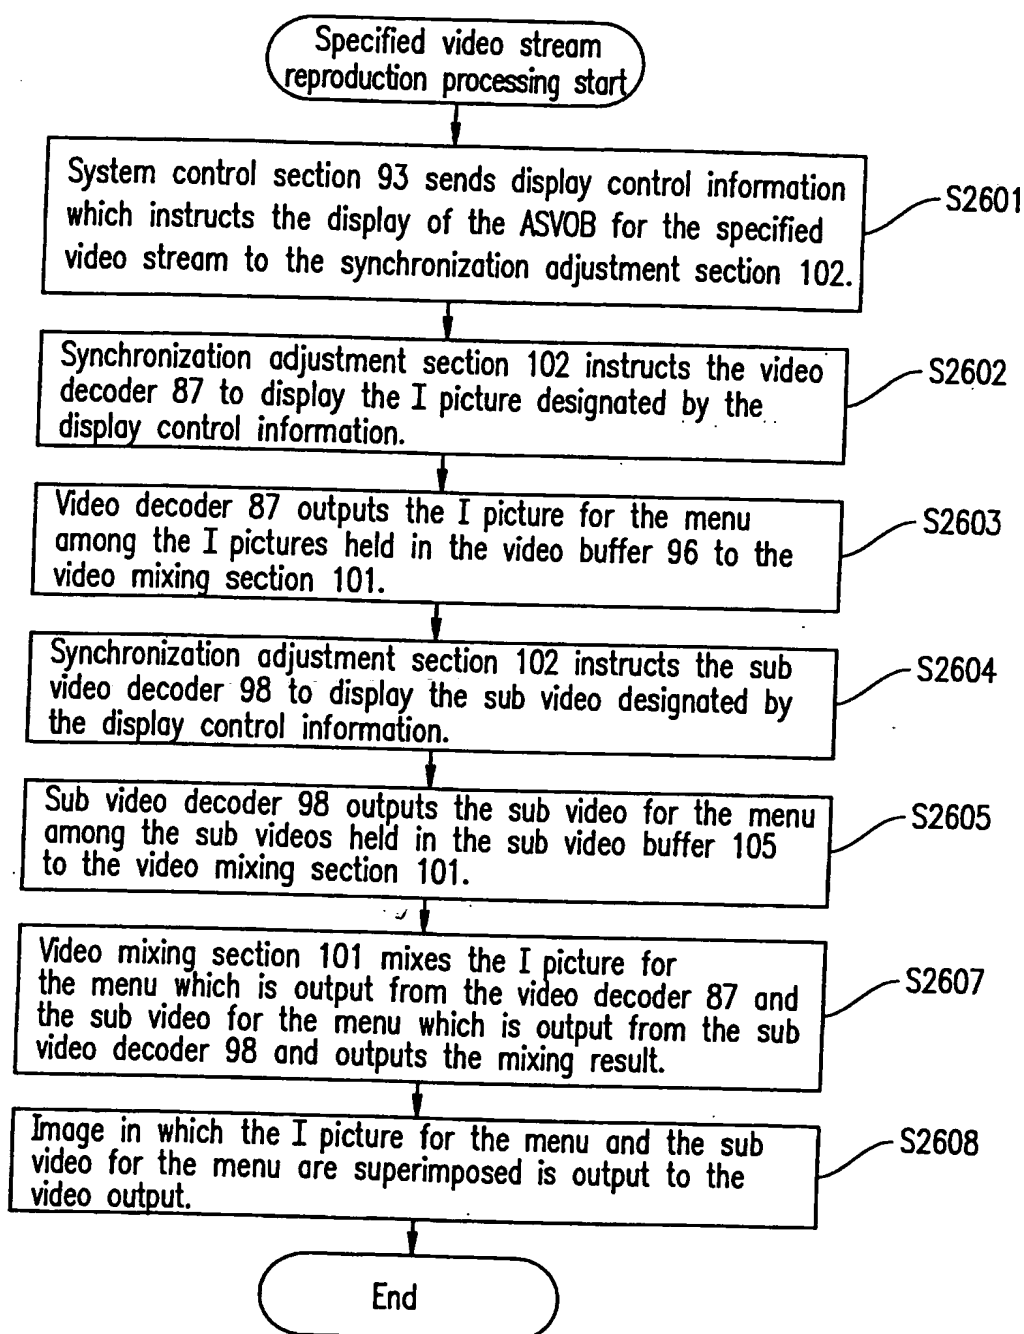 Specified video stream
reproduction processing start
System control section 93 sends display control information
which instructs the display of the ASVOB for the specified
video stream to the synchronization adjustment section 102.
S2601
Synchronization adjustment section 102 instructs the video
decoder 87 to display the I picture designated by the
display control information.
S2602
Video decoder 87 outputs the I picture for the menu
among the I pictures held in the video buffer 96 to the
video mixing section 101.
S2603
Synchronization adjustment section 102 instructs the sub
video decoder 98 to display the sub video designated by
the display control information.
S2604
Sub video decoder 98 outputs the sub video for the menu
among the sub videos held in the sub video buffer 105
to the video mixing section 101.
S2605
Video mixing section 101 mixes the I picture for
the menu which is output from the video decoder 87 and
the sub video for the menu which is output from the sub
video decoder 98 and outputs the mixing result.
S2607
Image in which the I picture for the menu and the sub
video for the menu are superimposed is output to the
video output.
S2608
End